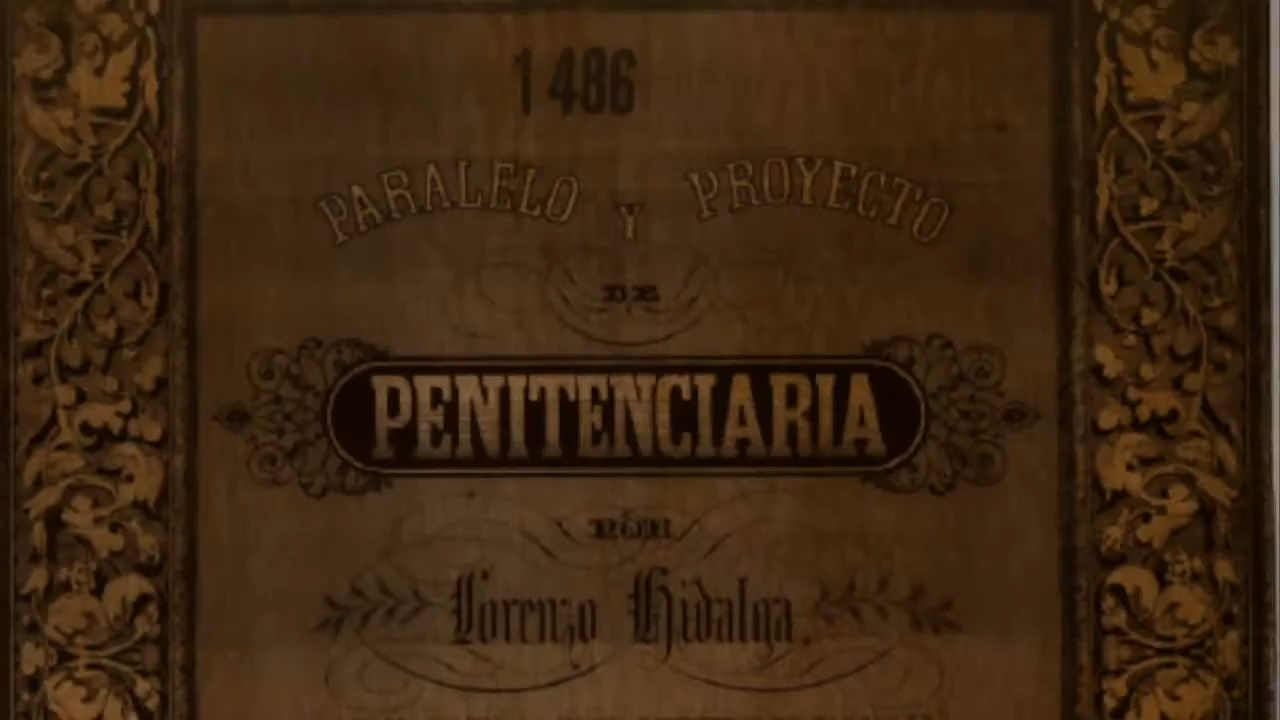 1486
PARALELO Y PROYECTO
DE
PENITENCIARIA
POR
Lorenzo Hidalga